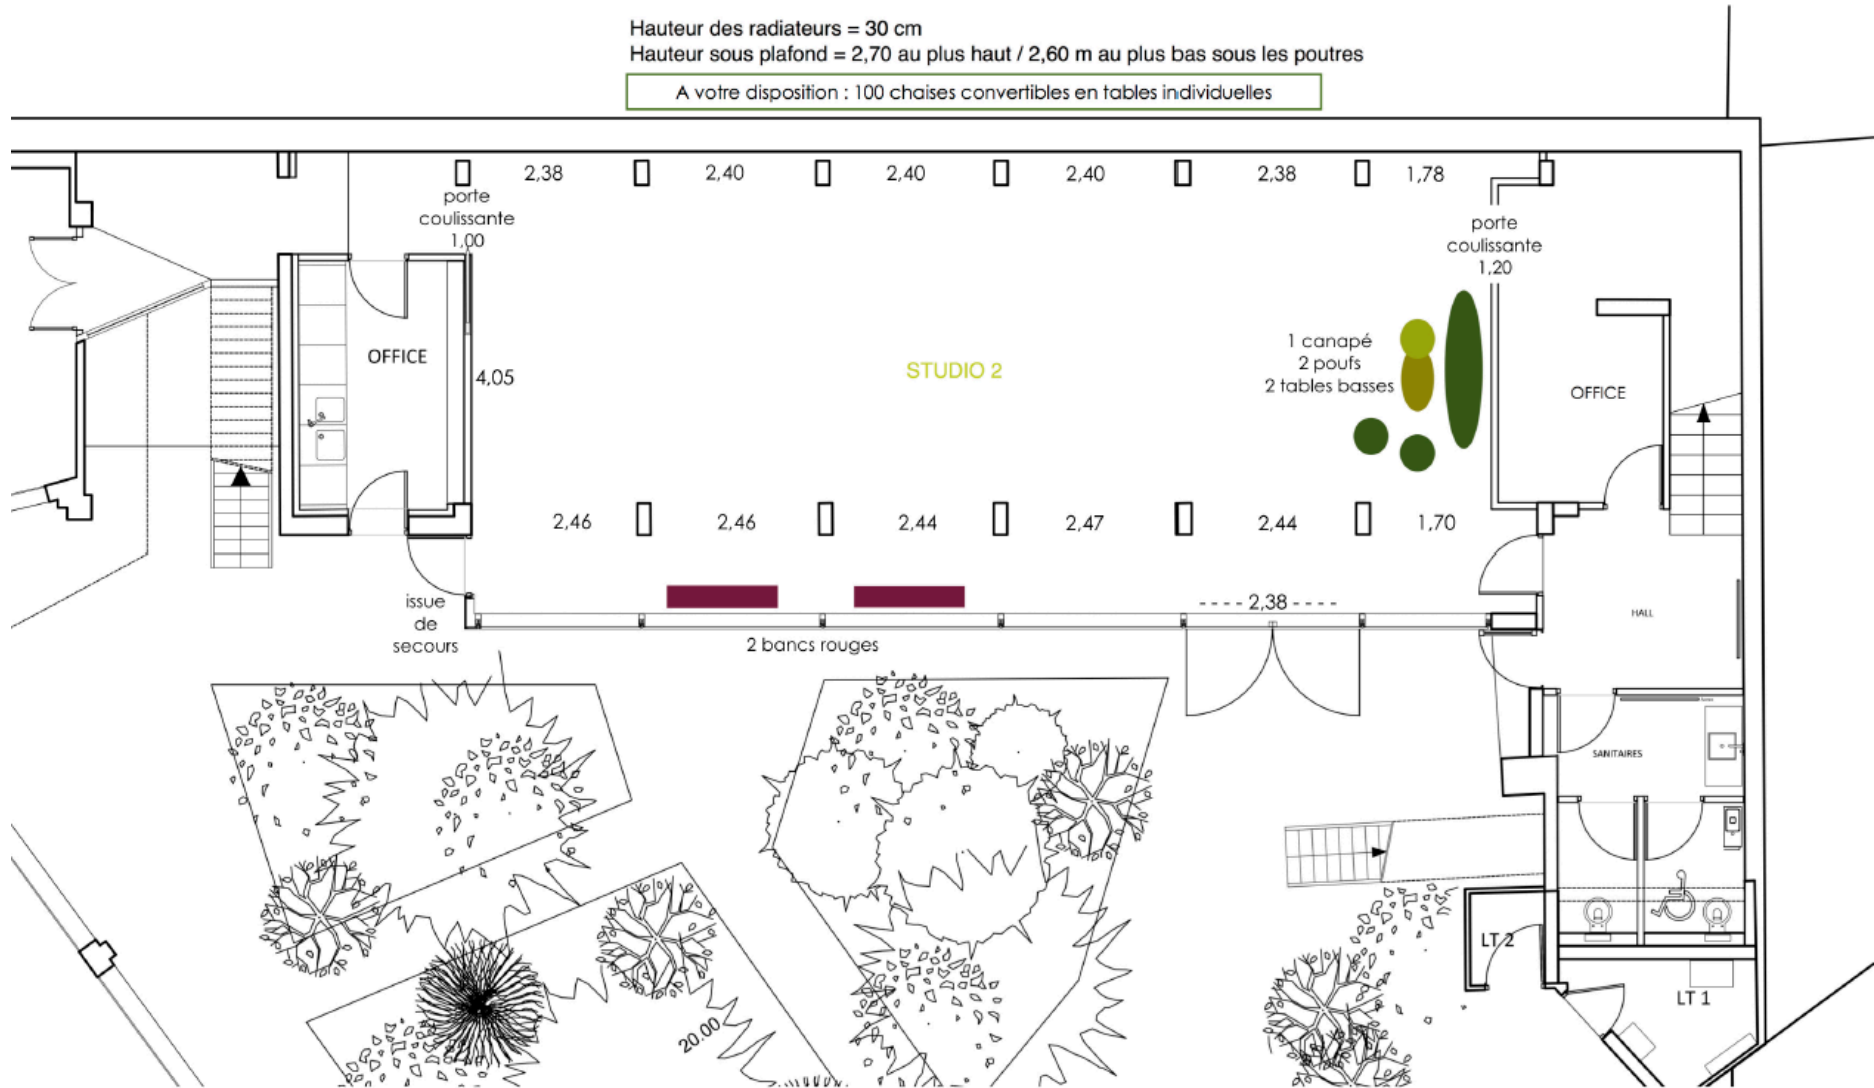 Hauteur des radiateurs = 30 cm
Hauteur sous plafond = 2,70 au plus haut / 2,60 m au plus bas sous les poutres
A votre disposition : 100 chaises convertibles en tables individuelles
2,38
2,40
2,40
2,40
2,38
1,78
porte
coulissante
1,00
porte
coulissante
1,20
OFFICE
4,05
STUDIO 2
1 canapé
2 poufs
2 tables basses
OFFICE
2,46
2,46
2,44
2,47
2,44
1,70
issue
de
secours
2 bancs rouges
---- 2,38 ----
HALL
SANITAIRES
LT 2
LT 1
20.00